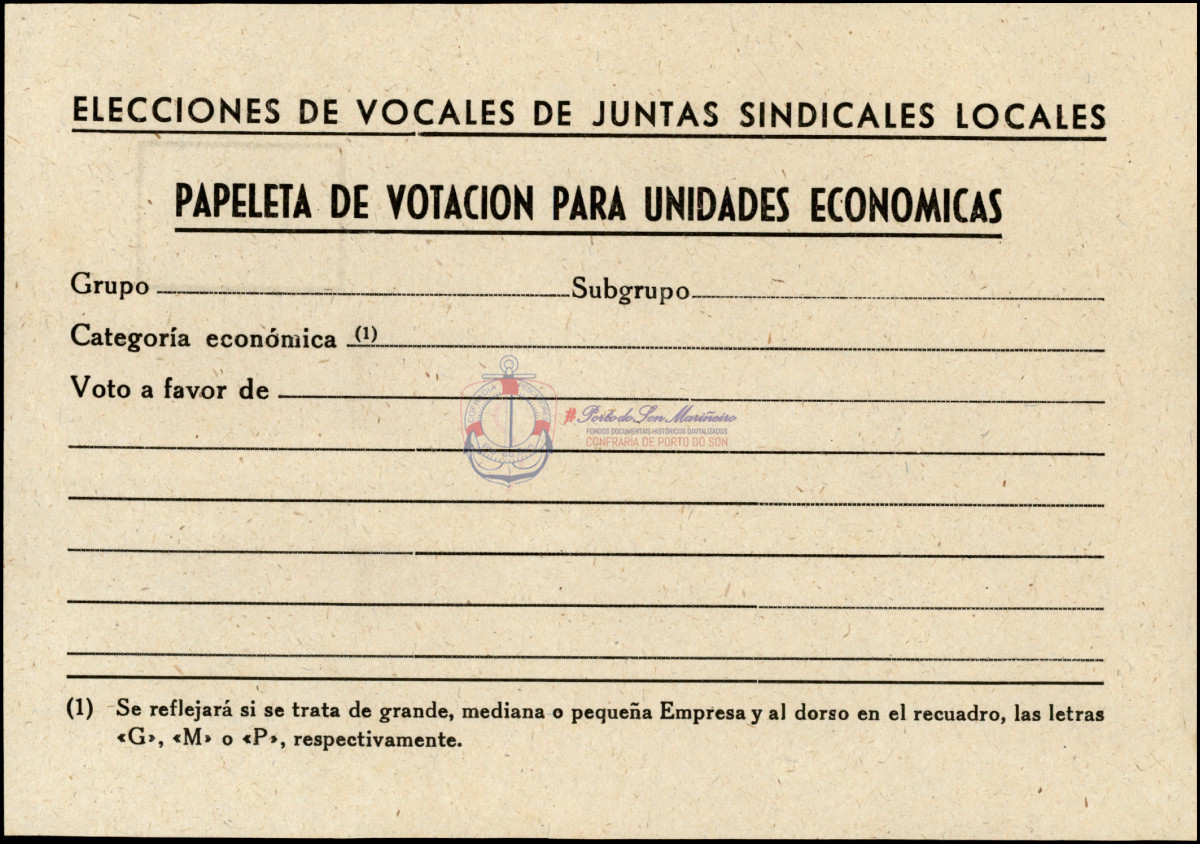 ELECCIONES DE VOCALES DE JUNTAS SINDICALES LOCALES
PAPELETA DE VOTACION PARA UNIDADES ECONOMICAS
Grupo Subgrupo
Categoría económica (1)
Voto a favor de
#Porto do Son Mariñeiro
FONDOS DOCUMENTAIS HISTÓRICOS DIXITALIZADOS
CONFRARIA DE PORTO DO SON
(1) Se reflejará si se trata de grande, mediana o pequeña Empresa y al dorso en el recuadro, las letras
«G», «M» o «P», respectivamente.